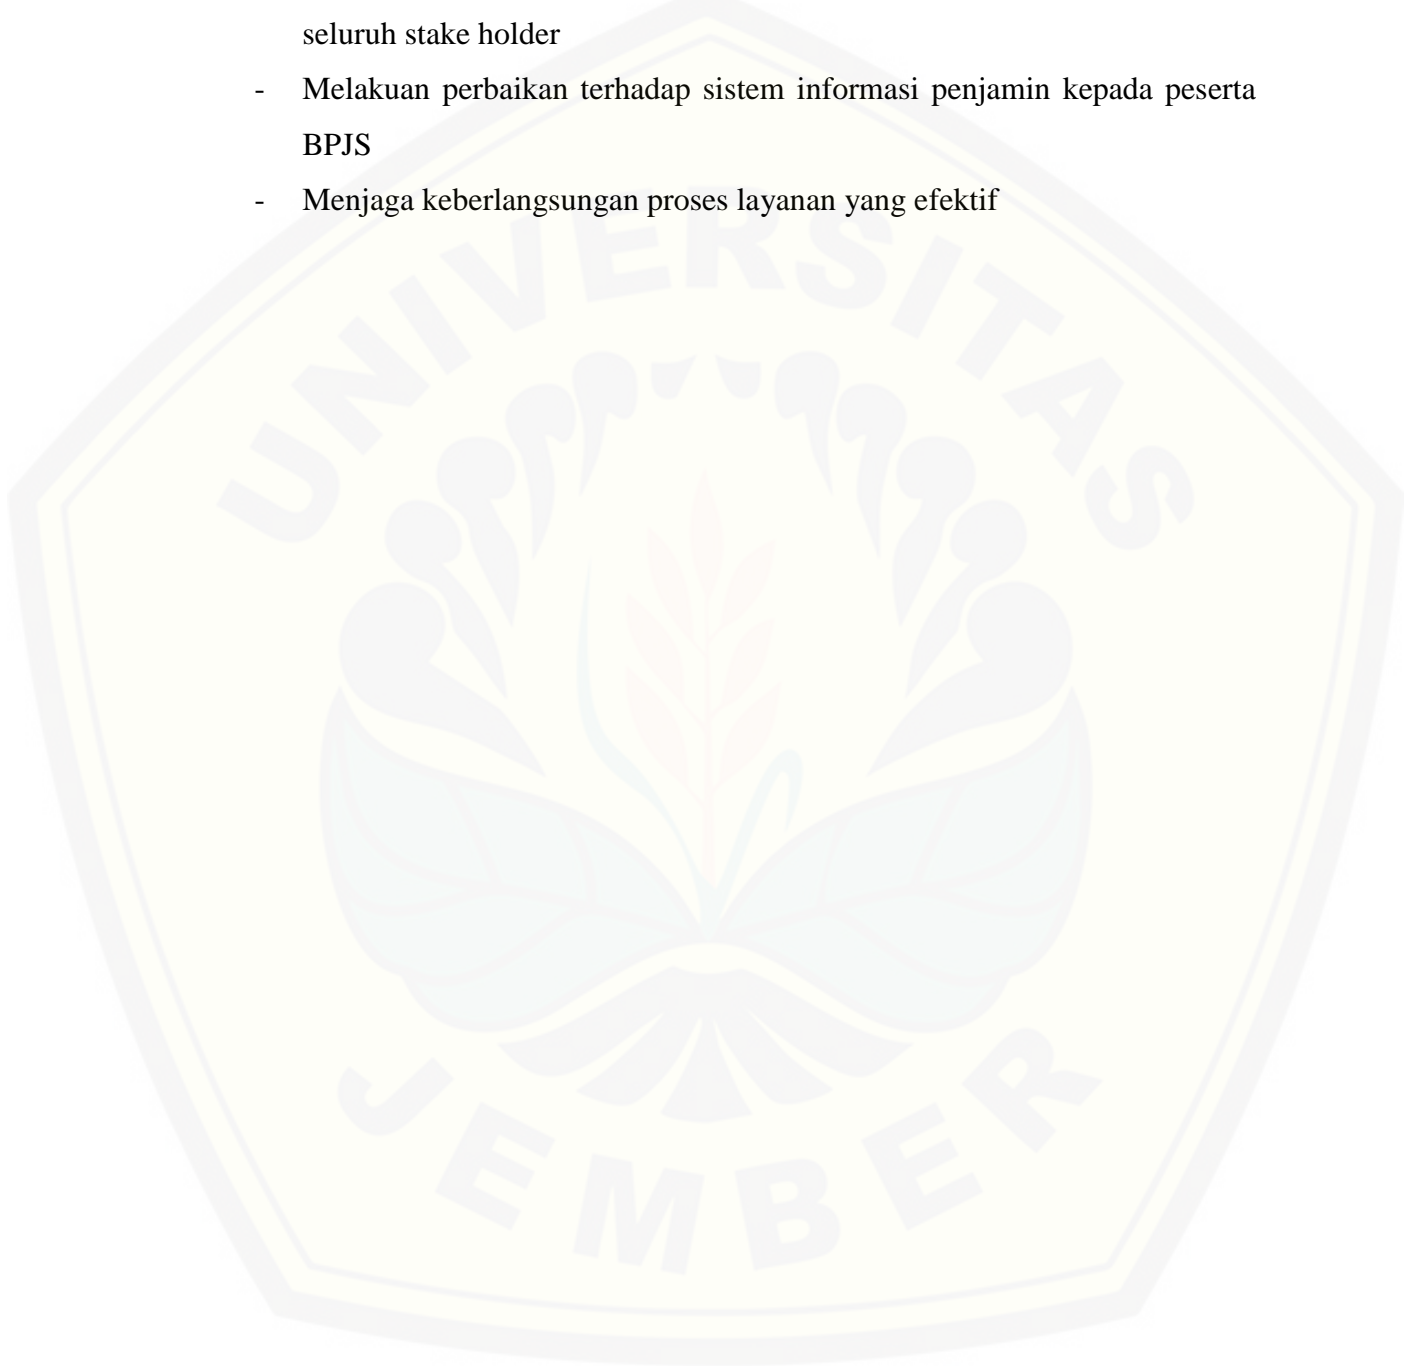 seluruh stake holder
- Melakuan perbaikan terhadap sistem informasi penjamin kepada peserta
BPJS
- Menjaga keberlangsungan proses layanan yang efektif
UNIVERSITAS
JEMBER